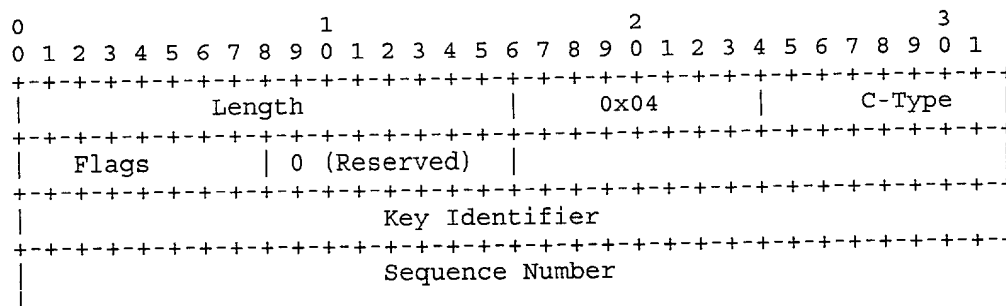 0                   1                   2                   3
0 1 2 3 4 5 6 7 8 9 0 1 2 3 4 5 6 7 8 9 0 1 2 3 4 5 6 7 8 9 0 1
+-+-+-+-+-+-+-+-+-+-+-+-+-+-+-+-+-+-+-+-+-+-+-+-+-+-+-+-+-+-+-+-
|            Length             |     0x04      |      C-Type
+-+-+-+-+-+-+-+-+-+-+-+-+-+-+-+-+-+-+-+-+-+-+-+-+-+-+-+-+-+-+-+-
|   Flags       | 0 (Reserved)  |                               |
+-+-+-+-+-+-+-+-+-+-+-+-+-+-+-+-+-+-+-+-+-+-+-+-+-+-+-+-+-+-+-+-
|                       Key Identifier
+-+-+-+-+-+-+-+-+-+-+-+-+-+-+-+-+-+-+-+-+-+-+-+-+-+-+-+-+-+-+-+-
|                       Sequence Number
|